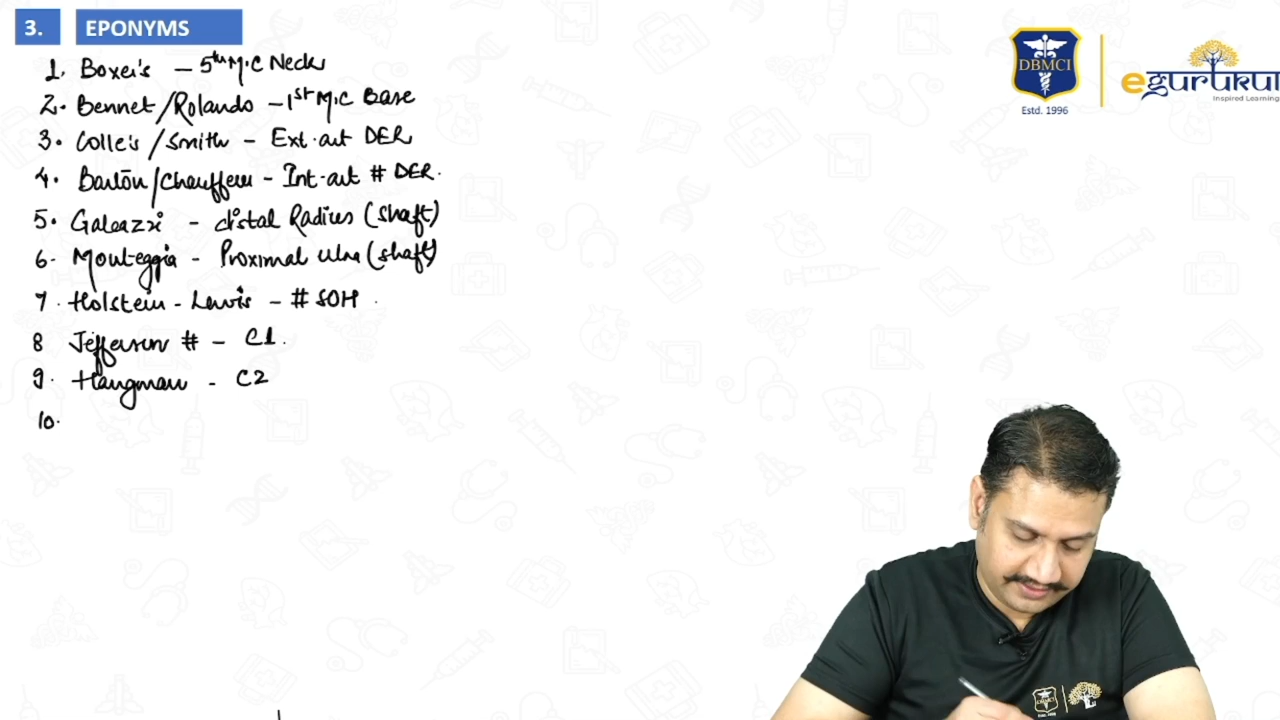 3. EPONYMS
1. Boxer's – 5th M.C Neck
2. Bennet/Rolando – 1st M.C Base
3. Colle's/Smith – Ext. art DER
4. Barton/Chauffeur – Int. art # DER.
5. Galeazzi – distal Radius (shaft)
6. Monteggia – Proximal ulna (shaft)
7. Holstein-Lewis – # SOH
8 Jefferson # – C1.
9. Hangman – C2
10.
DBMCI
Estd. 1996
egurukul
Inspired Learning